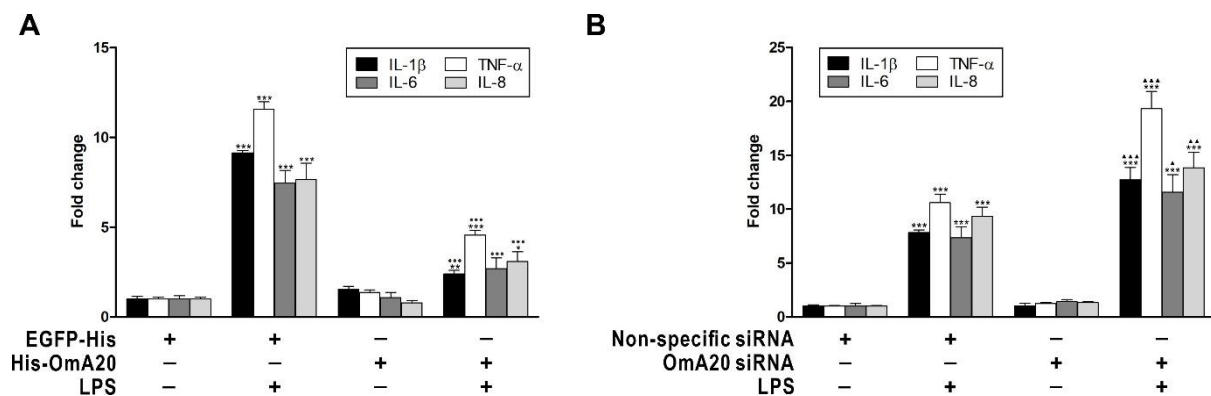 A
15
10
5
0
Fold change
IL-1β TNF-α
IL-6 IL-8
***
***
***
***
***
**
***
***
***
***
*
EGFP-His + + – –
His-OmA20 – – + +
LPS – + – +
B
25
20
15
10
5
0
Fold change
IL-1β TNF-α
IL-6 IL-8
***
***
***
***
▲▲▲
***
▲▲▲
***
▲
***
▲▲
***
Non-specific siRNA + + – –
OmA20 siRNA – – + +
LPS – + – +